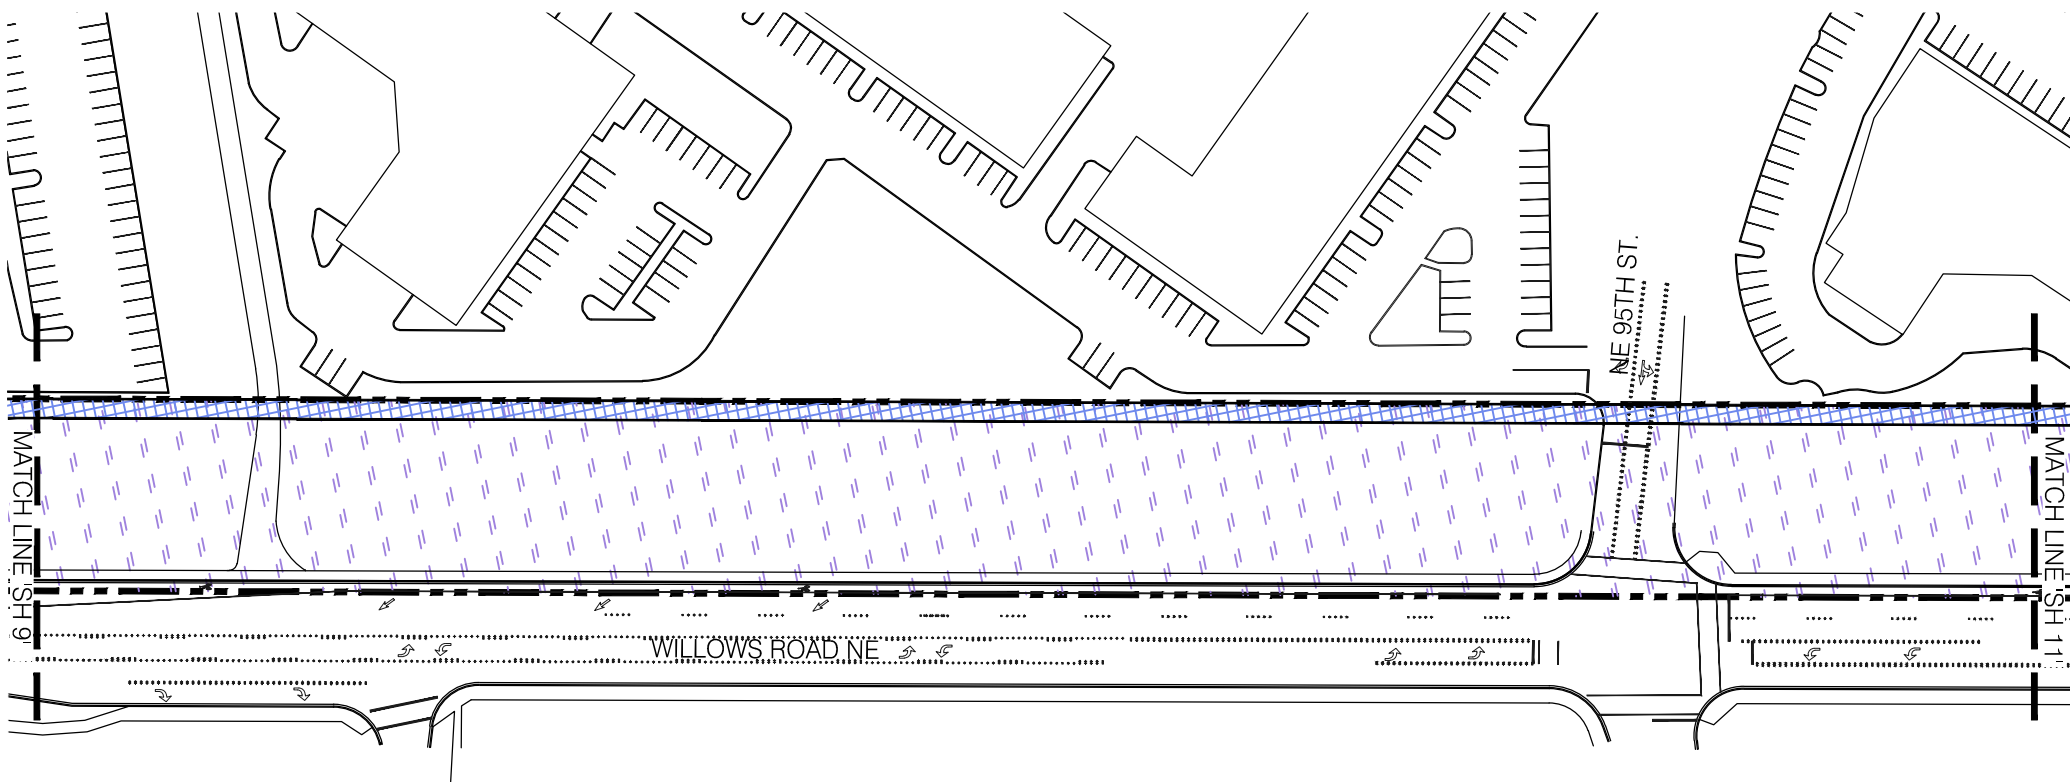 NE 95TH ST.
MATCH LINE 'SH 9'
MATCH LINE 'SH 11'
WILLOWS ROAD NE